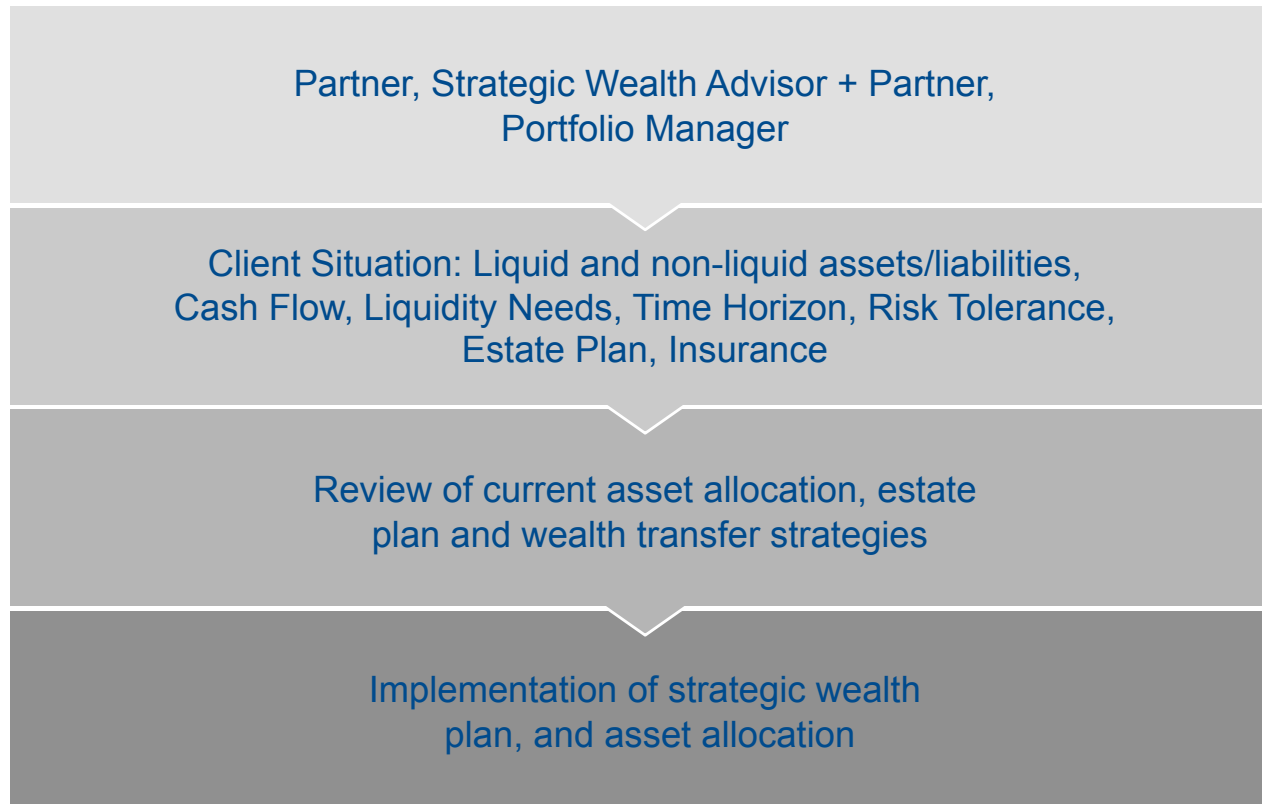 Partner, Strategic Wealth Advisor + Partner,
Portfolio Manager
Client Situation: Liquid and non-liquid assets/liabilities,
Cash Flow, Liquidity Needs, Time Horizon, Risk Tolerance,
Estate Plan, Insurance
Review of current asset allocation, estate
plan and wealth transfer strategies
Implementation of strategic wealth
plan, and asset allocation